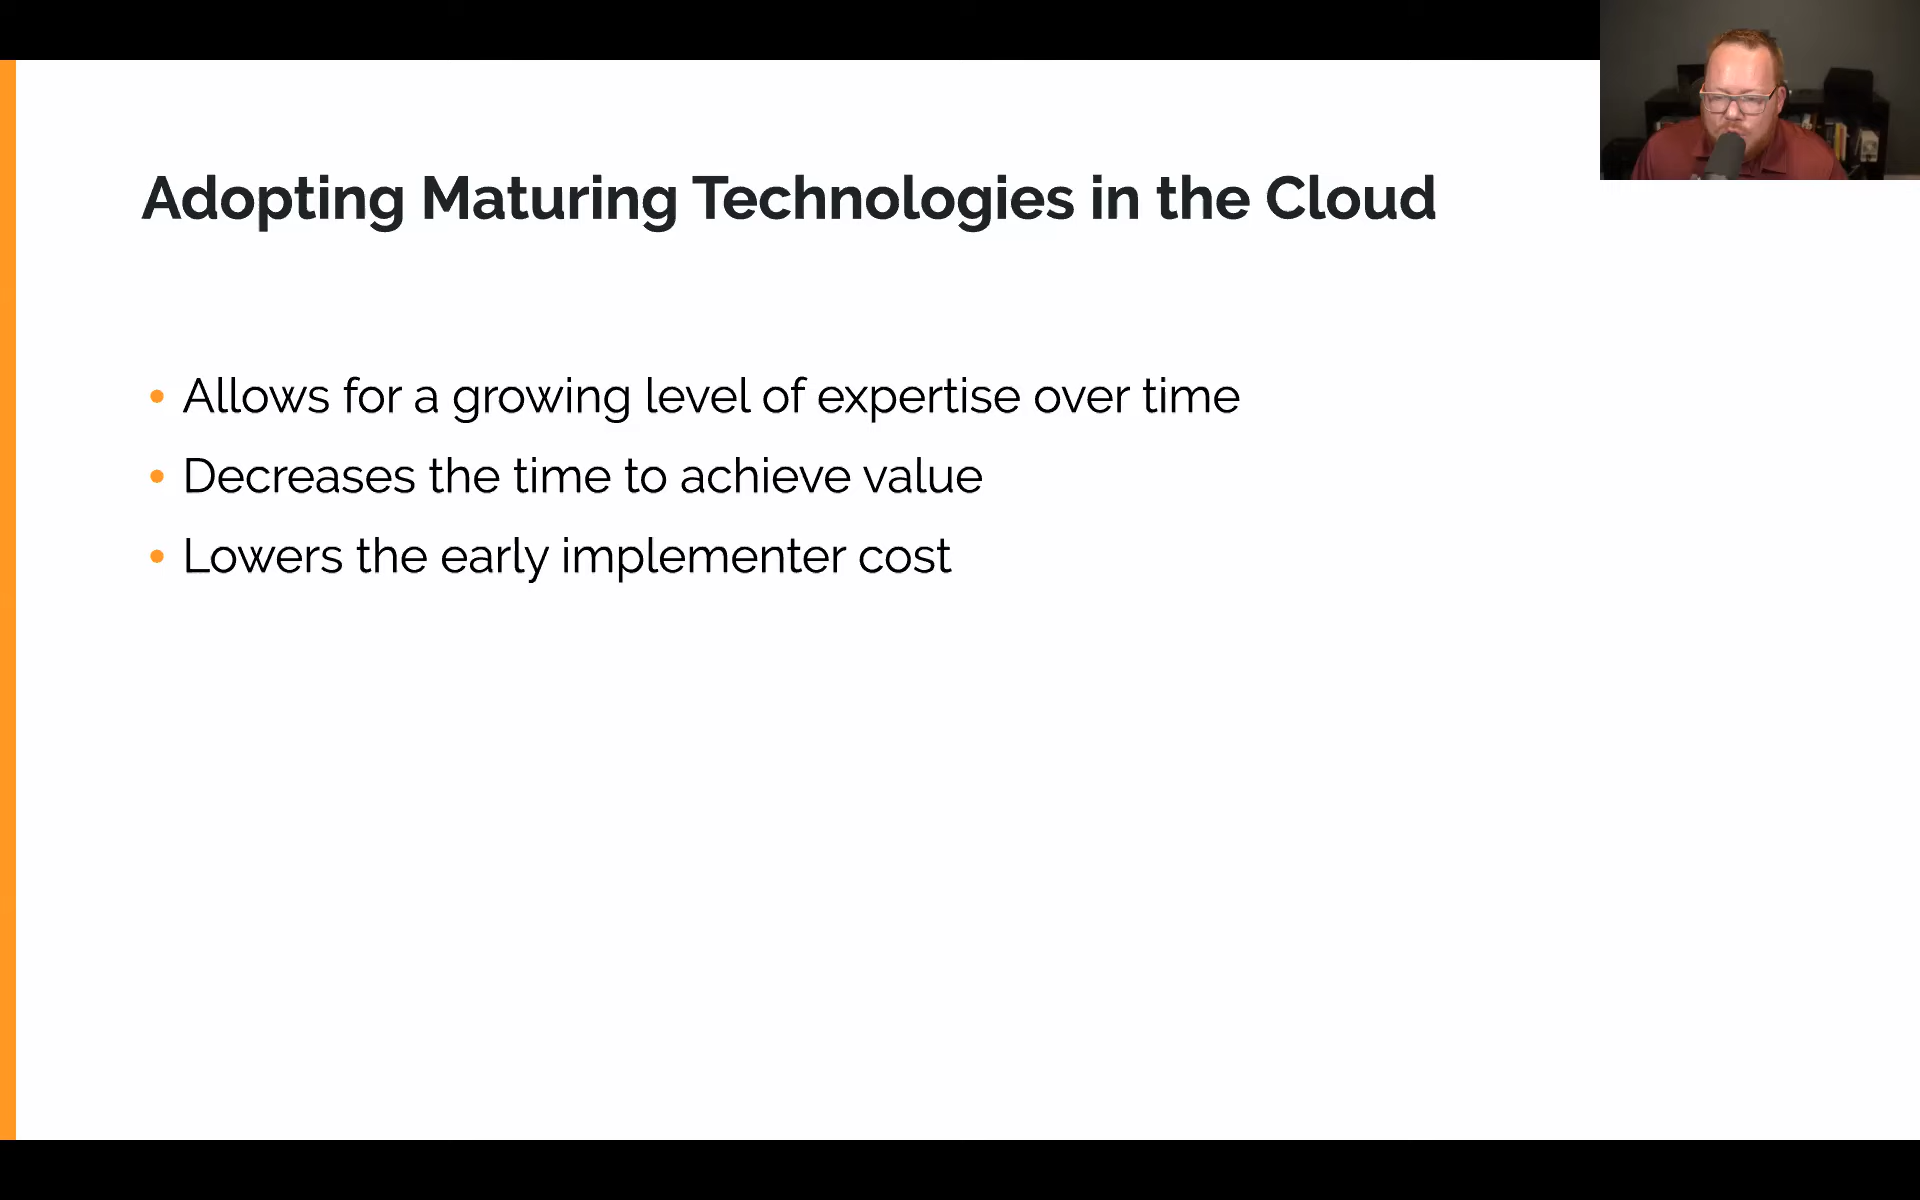 Adopting Maturing Technologies in the Cloud
• Allows for a growing level of expertise over time
• Decreases the time to achieve value
• Lowers the early implementer cost